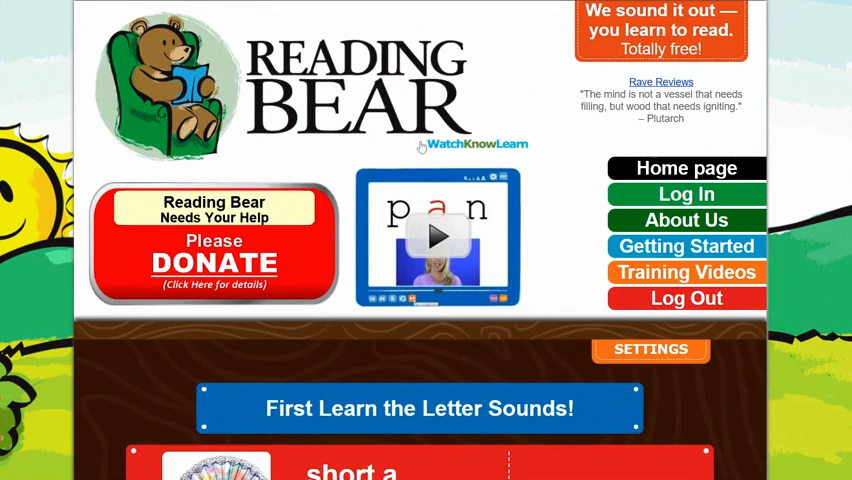 READING
BEAR
WatchKnowLearn
We sound it out —
you learn to read.
Totally free!
Rave Reviews
"The mind is not a vessel that needs
filling, but wood that needs igniting."
– Plutarch
Reading Bear
Needs Your Help
Please
DONATE
(Click Here for details)
pan
Home page
Log In
About Us
Getting Started
Training Videos
Log Out
SETTINGS
First Learn the Letter Sounds!
short a